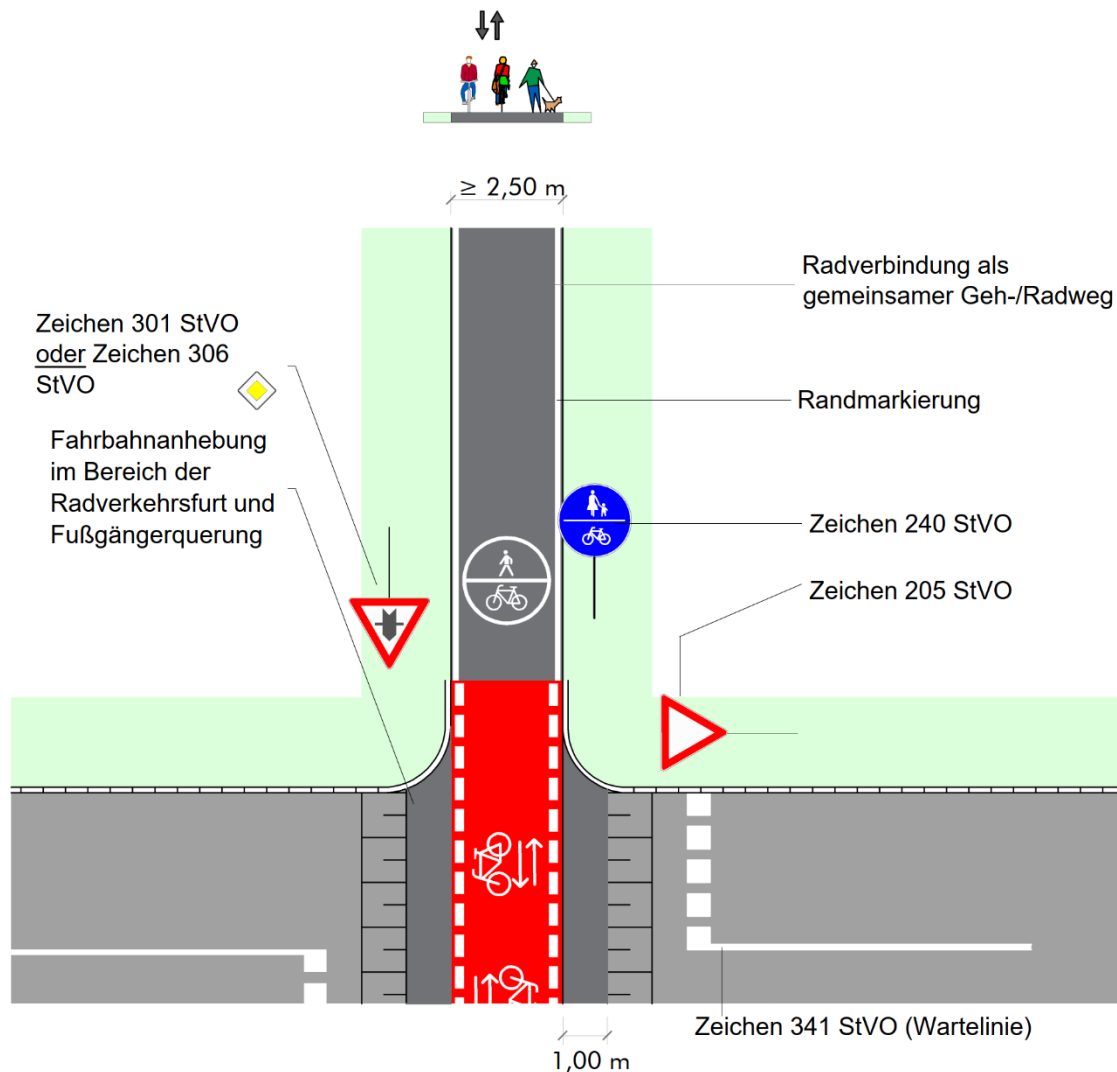 ≥ 2,50 m
Radverbindung als
gemeinsamer Geh-/Radweg
Zeichen 301 StVO
oder Zeichen 306
StVO
Randmarkierung
Fahrbahnanhebung
im Bereich der
Radverkehrsfurt und
Fußgängerquerung
Zeichen 240 StVO
Zeichen 205 StVO
Zeichen 341 StVO (Wartelinie)
1,00 m